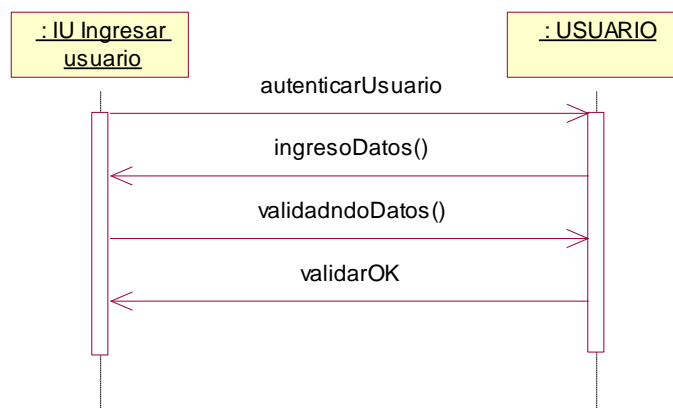 : IU Ingresar
usuario
: USUARIO
autenticarUsuario
ingresoDatos()
validadndoDatos()
validarOK